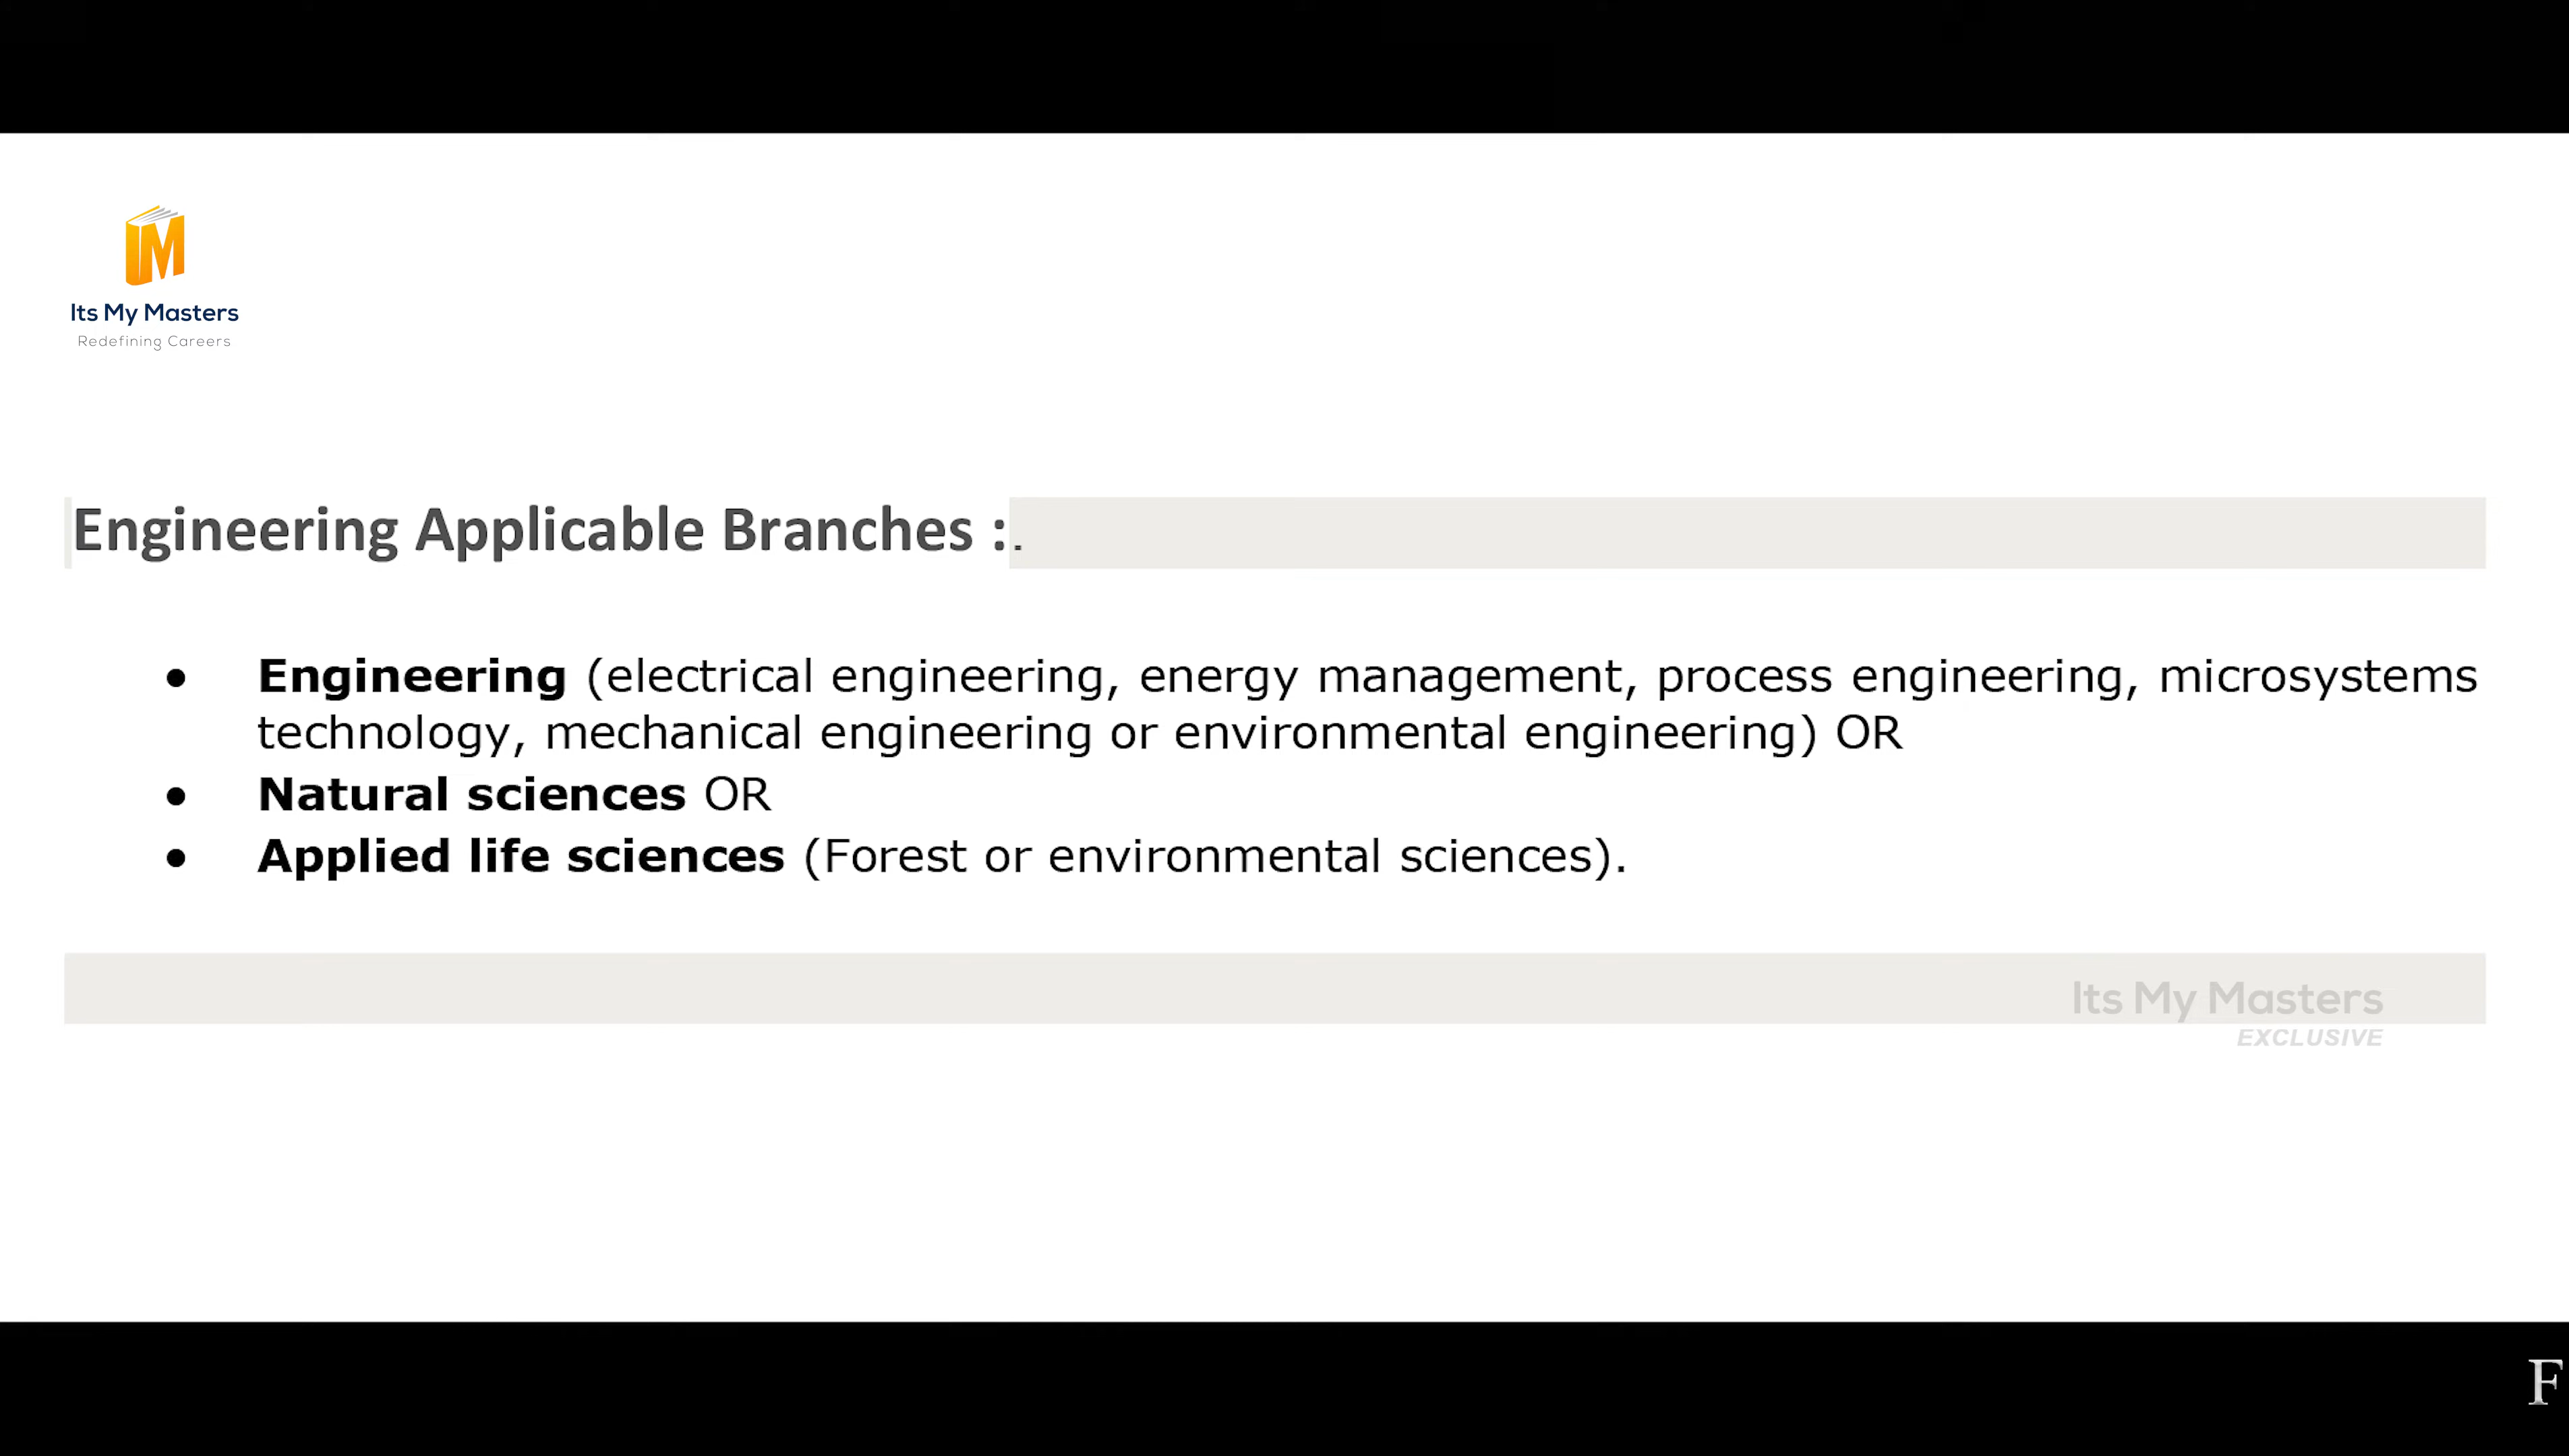 Its My Masters
Redefining Careers
Engineering Applicable Branches :.
• Engineering (electrical engineering, energy management, process engineering, microsystems
technology, mechanical engineering or environmental engineering) OR
• Natural sciences OR
• Applied life sciences (Forest or environmental sciences).
Its My Masters
EXCLUSIVE
F